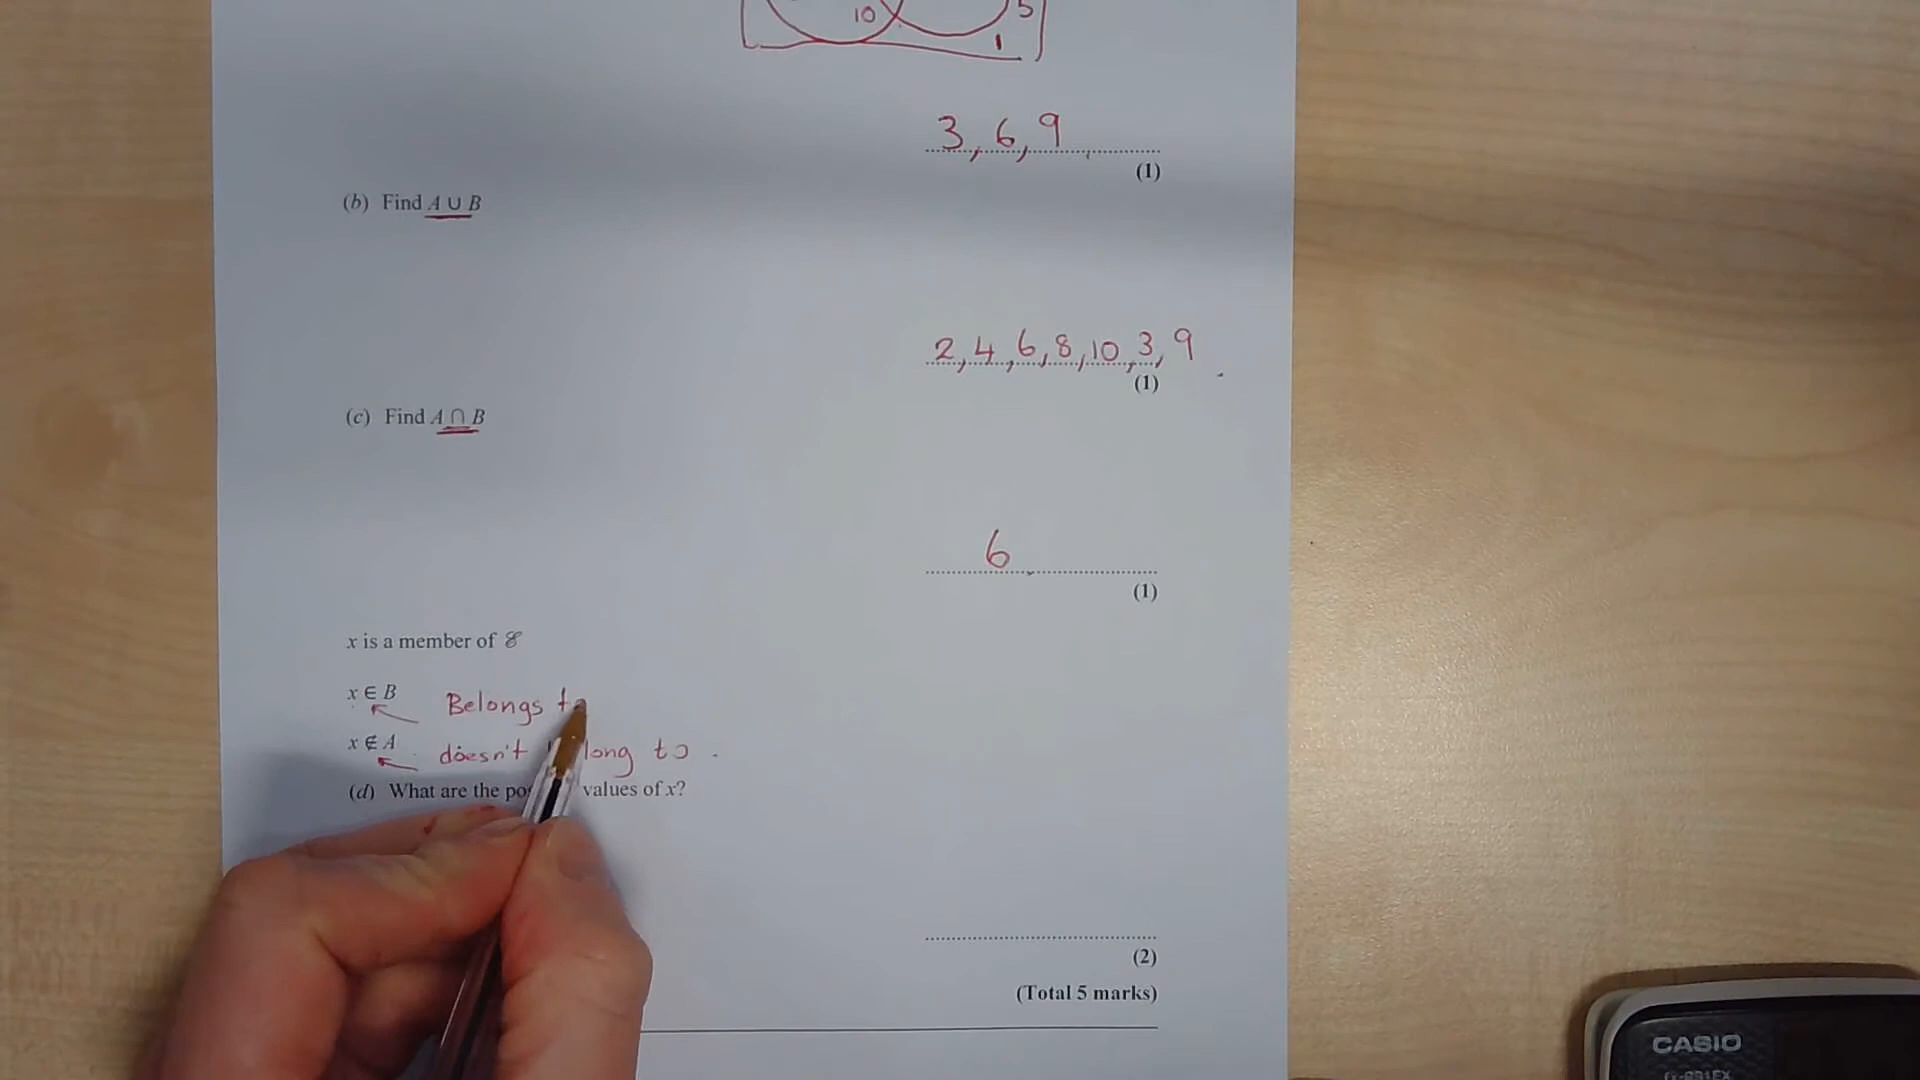 10
5
1
3, 6, 9
(1)
(b) Find A ∪ B
2, 4, 6, 8, 10, 3, 9
(1)
(c) Find A ∩ B
6
(1)
x is a member of ℰ
x ∈ B Belongs to
x ∉ A doesn't long to
(d) What are the values of x?
(2)
(Total 5 marks)
CASIO